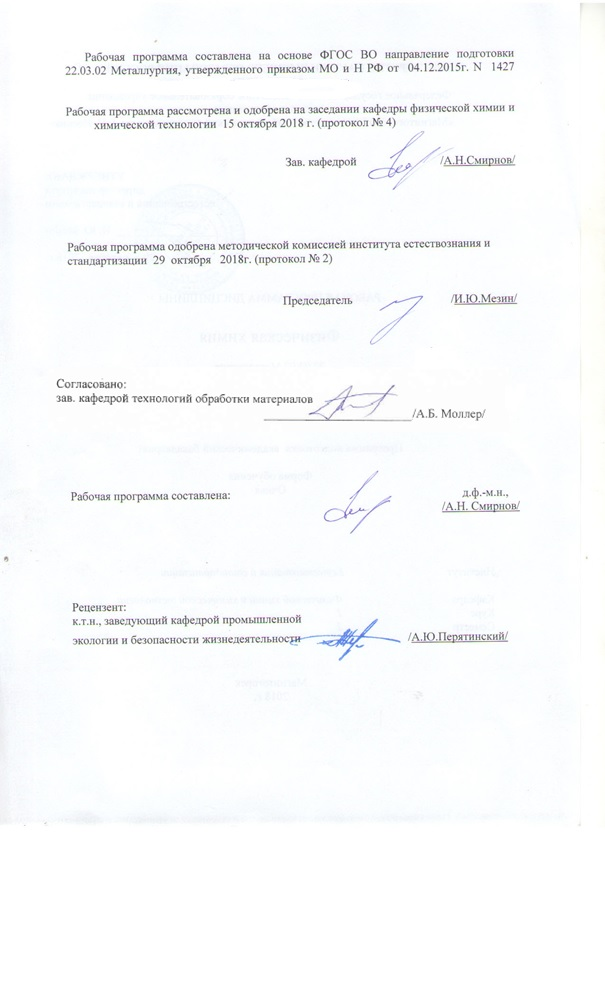 Рабочая программа составлена на основе ФГОС ВО направление подготовки
22.03.02 Металлургия, утвержденного приказом МО и Н РФ от 04.12.2015г. N 1427
Рабочая программа рассмотрена и одобрена на заседании кафедры физической химии и
химической технологии 15 октября 2018 г. (протокол № 4)
Зав. кафедрой /А.Н.Смирнов/
Рабочая программа одобрена методической комиссией института естествознания и
стандартизации 29 октября 2018г. (протокол № 2)
Председатель /И.Ю.Мезин/
Согласовано:
зав. кафедрой технологий обработки материалов
/А.Б. Моллер/
Рабочая программа составлена: д.ф.-м.н.,
/А.Н. Смирнов/
Рецензент:
к.т.н., заведующий кафедрой промышленной
экологии и безопасности жизнедеятельности /А.Ю.Перятинский/